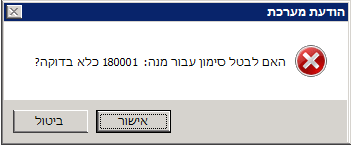 הודעת מערכת
האם לבטל סימון עבור מנה: 180001 כלא בדוקה?
אישור
ביטול